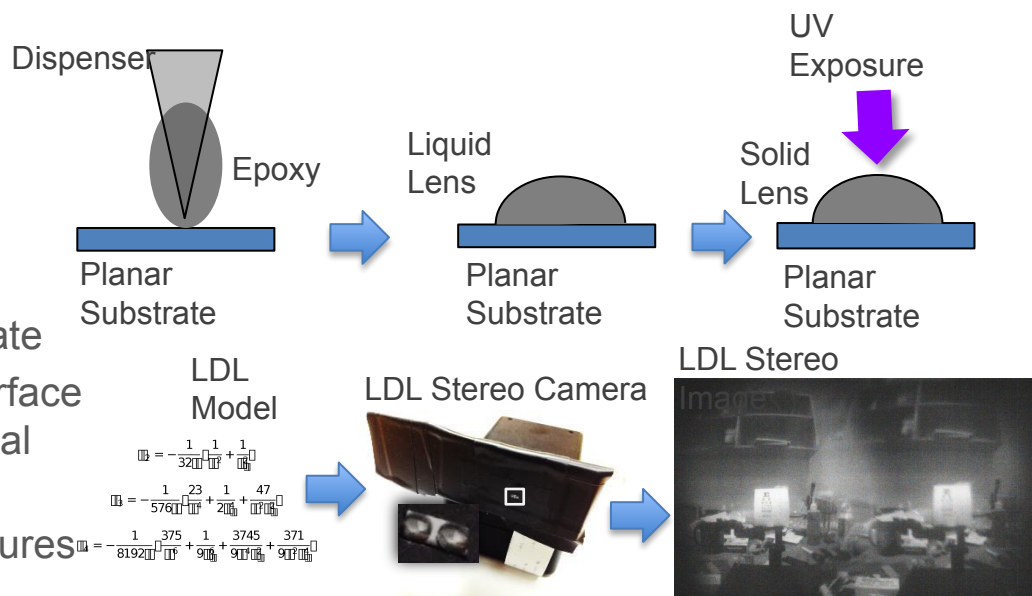 Dispenser
Epoxy
Planar
Substrate
Liquid
Lens
Planar
Substrate
UV
Exposure
Solid
Lens
Planar
Substrate
ate
rface
al
ures
LDL
Model
LDL Stereo Camera
LDL Stereo
Image